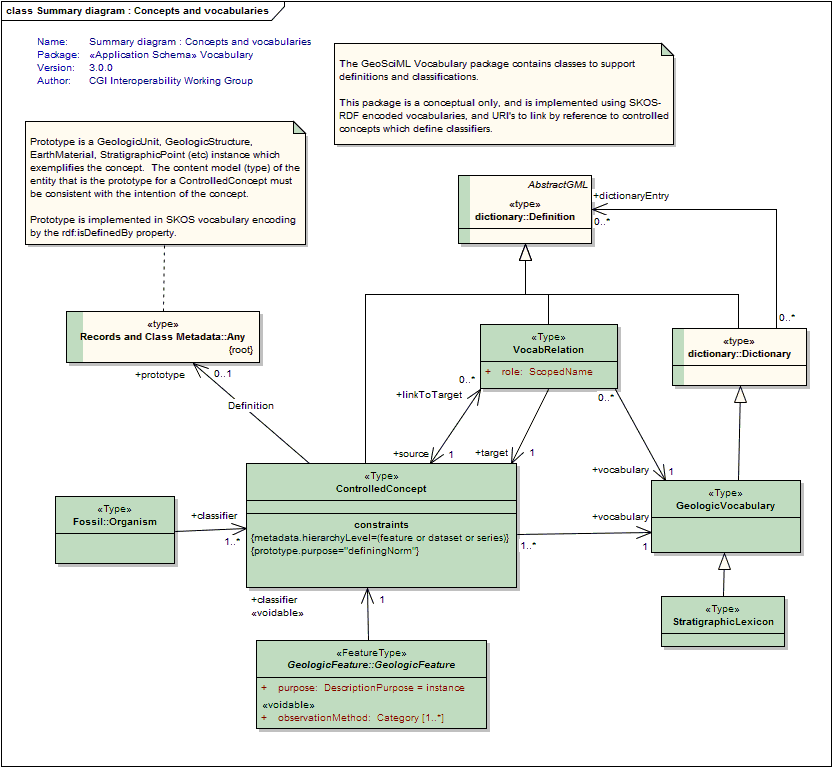 class Summary diagram : Concepts and vocabularies
Name: Summary diagram : Concepts and vocabularies
Package: «Application Schema» Vocabulary
Version: 3.0.0
Author: CGI Interoperability Working Group
The GeoSciML Vocabulary package contains classes to support
definitions and classifications.
This package is a conceptual only, and is implemented using SKOS-
RDF encoded vocabularies, and URI's to link by reference to controlled
concepts which define classifiers.
Prototype is a GeologicUnit, GeologicStructure,
EarthMaterial, StratigraphicPoint (etc) instance which
exemplifies the concept. The content model (type) of the
entity that is the prototype for a ControlledConcept must
be consistent with the intention of the concept.
Prototype is implemented in SKOS vocabulary encoding
by the rdf:isDefinedBy property.
AbstractGML
«type»
dictionary::Definition
+dictionaryEntry
0..*
0..*
«type»
Records and Class Metadata::Any
{root}
«Type»
VocabRelation
+ role: ScopedName
«type»
dictionary::Dictionary
+prototype
0..1
Definition
0..*
+linkToTarget
0..*
+source
1
+target
1
+vocabulary
1
«Type»
ControlledConcept
constraints
{metadata.hierarchyLevel=(feature or dataset or series)}
{prototype.purpose="definingNorm"}
«Type»
GeologicVocabulary
«Type»
Fossil::Organism
+classifier
1..*
+vocabulary
1..*
1
+classifier
«voidable»
1
«Type»
StratigraphicLexicon
«FeatureType»
GeologicFeature::GeologicFeature
+ purpose: DescriptionPurpose = instance
«voidable»
+ observationMethod: Category [1..*]